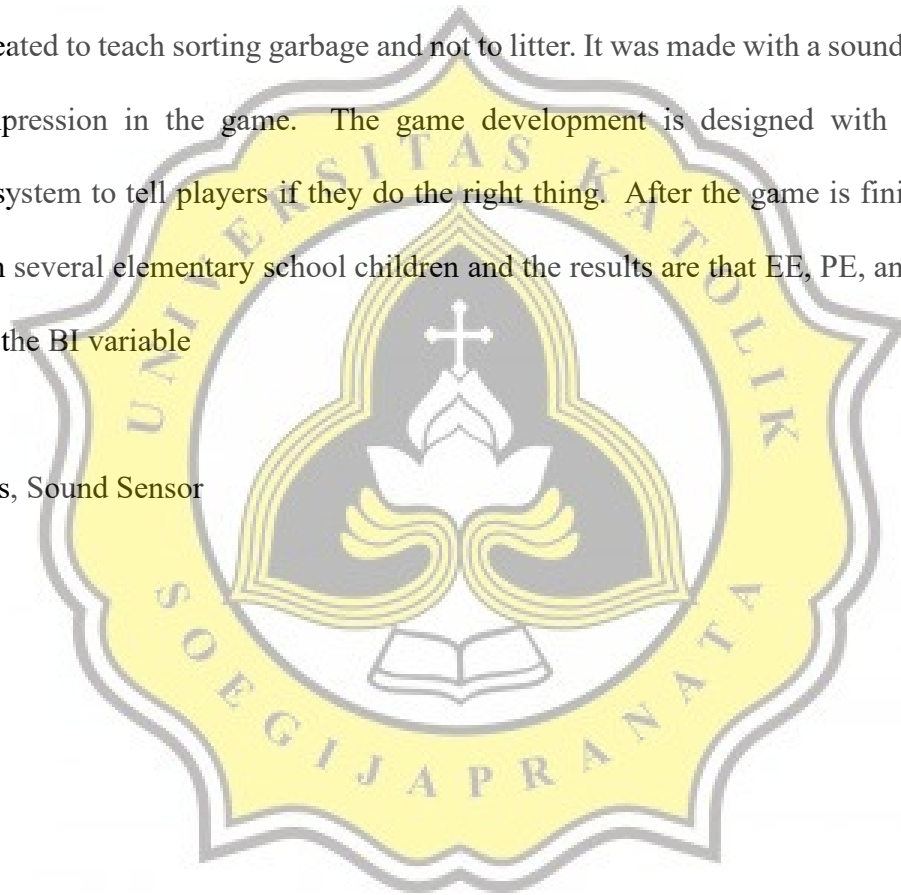 eated to teach sorting garbage and not to litter. It was made with a sound
pression in the game. The game development is designed with
system to tell players if they do the right thing. After the game is fini
n several elementary school children and the results are that EE, PE, an
the BI variable
s, Sound Sensor
UNIVERSITAS KATOLIK
SOEGIJAPRANATA